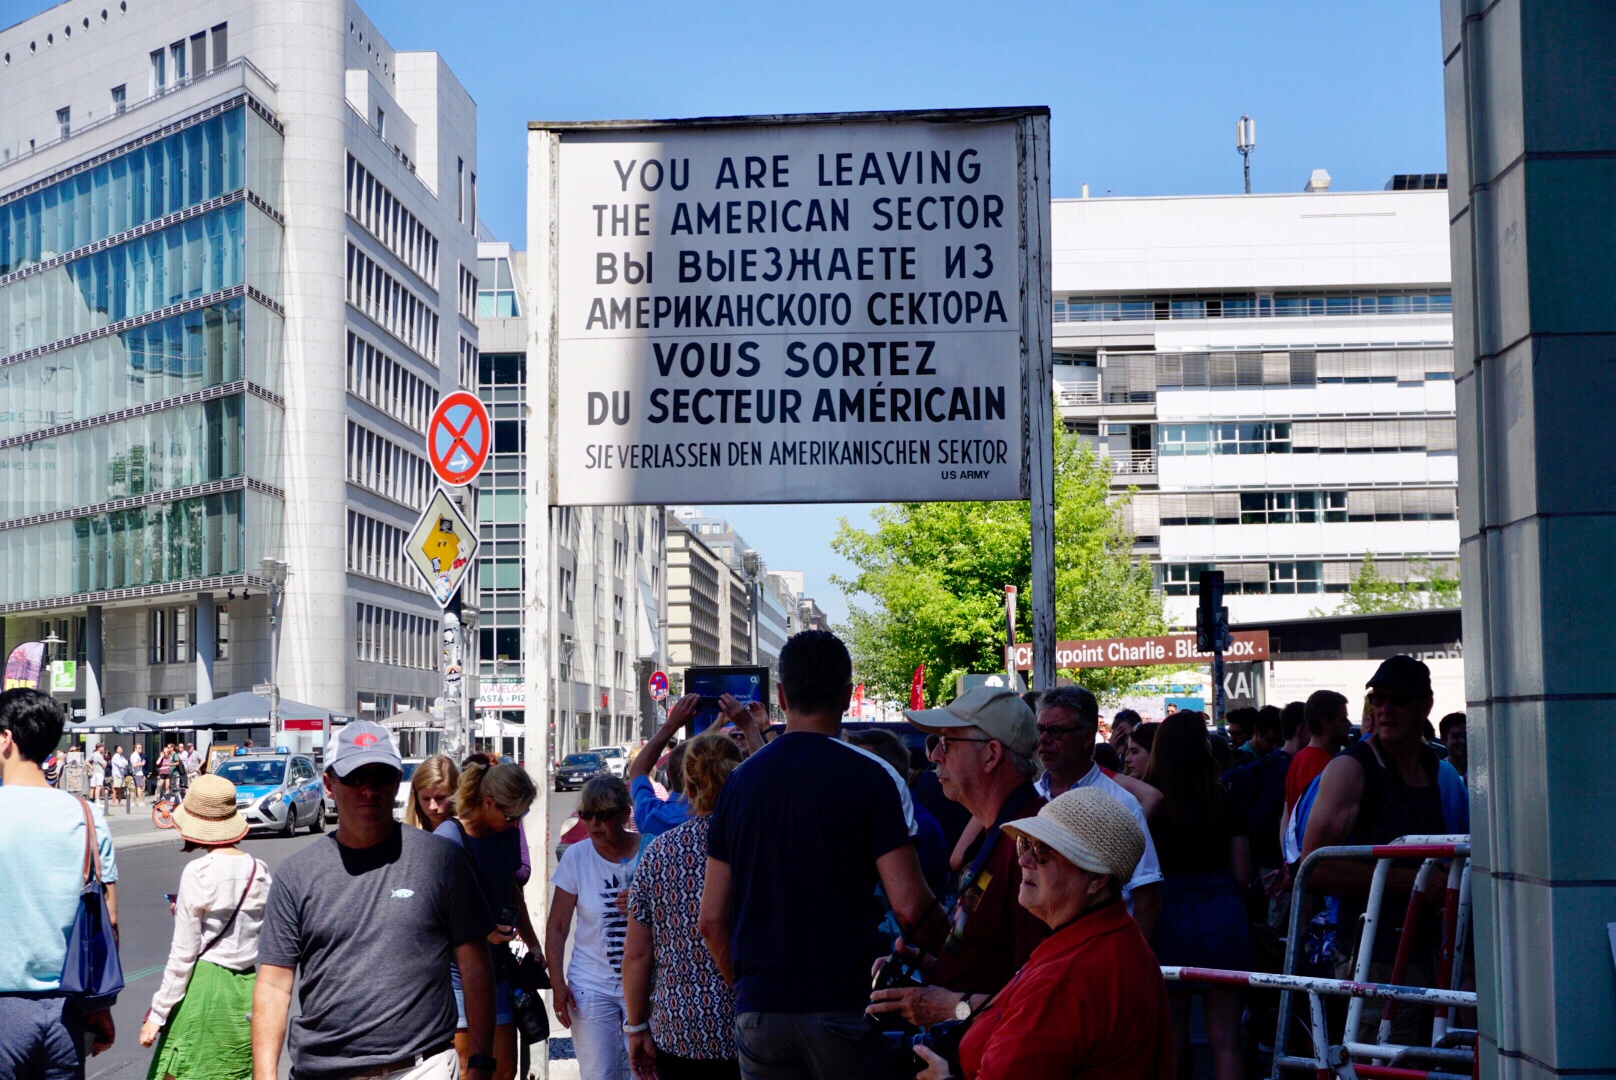 YOU ARE LEAVING
THE AMERICAN SECTOR
ВЫ ВЫЕЗЖАЕТЕ ИЗ
АМЕРИКАНСКОГО СЕКТОРА
VOUS SORTEZ
DU SECTEUR AMÉRICAIN
SIE VERLASSEN DEN AMERIKANISCHEN SEKTOR
US ARMY
Checkpoint Charlie · BlackBox ·